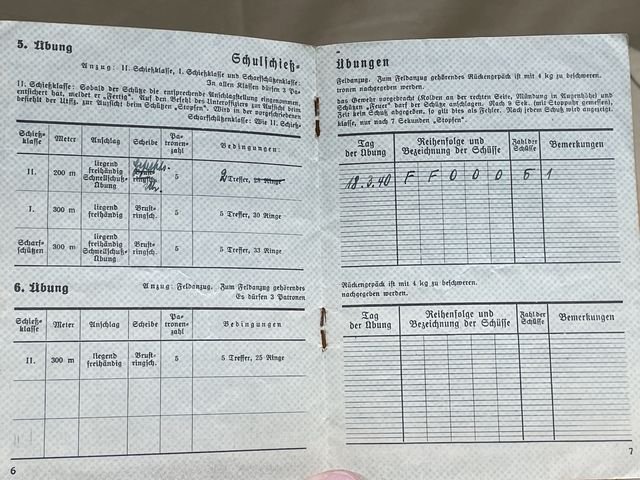 5. Übung
Schulschieß-
Anzug: II. Schießklasse, I. Schießklasse und Scharfschützenklasse:
In allen Klassen dürfen 3 Pa-
II. Schießklasse: Sobald der Schütze die entsprechende Anschlagstellung eingenommen,
entsichert hat, meldet er „Fertig“. Auf den Befehl des Unteroffiziers zur Aufsicht beim
befiehlt der Uffz. zur Aufsicht beim Schützen „Stopfen“. Wird in der vorgeschriebenen
Scharfschützenklasse: Wie II. Schieß-
Schieß-
klasse Meter Anschlag Scheibe Pa-
tronen-
zahl Bedingungen
II. 200 m liegend
freihändig
Schnellschuß-
Übung 5 2 Treffer, 25 Ringe
I. 300 m liegend
freihändig Brust-
ringsch. 5 5 Treffer, 30 Ringe
Scharf-
schützen 300 m liegend
freihändig
Schnellschuß-
Übung Brust-
ringsch. 5 5 Treffer, 33 Ringe
6. Übung
Anzug: Feldanzug. Zum Feldanzug gehörendes
Es dürfen 3 Patronen
Schieß-
klasse Meter Anschlag Scheibe Pa-
tronen-
zahl Bedingungen
II. 300 m liegend
freihändig Brust-
ringsch. 5 5 Treffer, 25 Ringe
6
Übungen
Feldanzug. Zum Feldanzug gehörendes Rückengepäck ist mit 4 kg zu beschweren.
tronen nachgegeben werden.
das Gewehr vorgebracht (Kolben an der rechten Seite, Mündung in Augenhöhe) und
Schützen „Feuer“ darf der Schütze anschlagen. Nach 9 Sek. (mit Stoppuhr gemessen),
Zeit kein Schuß abgegeben, so gilt dies als Fehler. Nach jedem Schuß wird angezeigt.
klasse, nur nach 7 Sekunden „Stopfen“.
Tag
der Übung Reihenfolge und
Bezeichnung der Schüsse Zahl der
Schüsse Bemerkungen
18.3.40 F F 0 0 0 5 1
Rückengepäck ist mit 4 kg zu beschweren.
nachgegeben werden.
Tag
der Übung Reihenfolge und
Bezeichnung der Schüsse Zahl der
Schüsse Bemerkungen
7